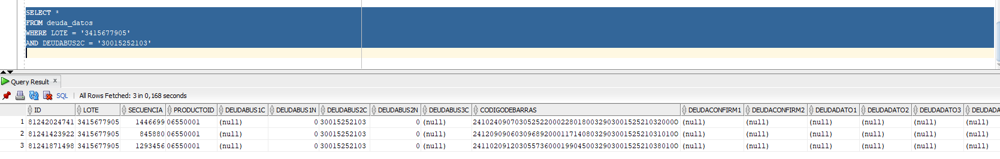 SELECT *
FROM deuda_datos
WHERE LOTE = '3415677905'
AND DEUDABUS2C = '30015252103'
Query Result x
SQL | All Rows Fetched: 3 in 0,168 seconds
ID LOTE SECUENCIA PRODUCTOID DEUDABUS1C DEUDABUS1N DEUDABUS2C DEUDABUS2N DEUDABUS3C CODIGODEBARRAS DEUDACONFIRM1 DEUDACONFIRM2 DEUDADATO1 DEUDADATO2 DEUDADATO3 DEUDADA
1 81242024741 3415677905 1446699 06550001 (null) 0 30015252103 0 (null) 241024090703052522000228018003290300152521032000O (null) (null) (null) (null) (null) (null)
2 81241423922 3415677905 845880 06550001 (null) 0 30015252103 0 (null) 241209090603096892000117140803290300152521031010O (null) (null) (null) (null) (null) (null)
3 81241871498 3415677905 1293456 06550001 (null) 0 30015252103 0 (null) 241102091203055736000199045003290300152521038010O (null) (null) (null) (null) (null) (null)